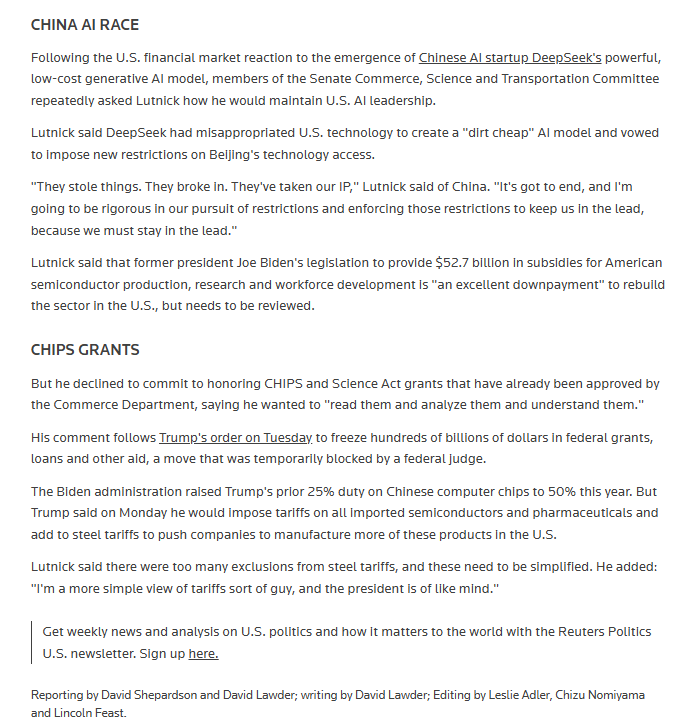 CHINA AI RACE
Following the U.S. financial market reaction to the emergence of Chinese AI startup DeepSeek's powerful,
low-cost generative AI model, members of the Senate Commerce, Science and Transportation Committee
repeatedly asked Lutnick how he would maintain U.S. AI leadership.
Lutnick said DeepSeek had misappropriated U.S. technology to create a "dirt cheap" AI model and vowed
to impose new restrictions on Beijing's technology access.
"They stole things. They broke in. They've taken our IP," Lutnick said of China. "It's got to end, and I'm
going to be rigorous in our pursuit of restrictions and enforcing those restrictions to keep us in the lead,
because we must stay in the lead."
Lutnick said that former president Joe Biden's legislation to provide $52.7 billion in subsidies for American
semiconductor production, research and workforce development is "an excellent downpayment" to rebuild
the sector in the U.S., but needs to be reviewed.
CHIPS GRANTS
But he declined to commit to honoring CHIPS and Science Act grants that have already been approved by
the Commerce Department, saying he wanted to "read them and analyze them and understand them."
His comment follows Trump's order on Tuesday to freeze hundreds of billions of dollars in federal grants,
loans and other aid, a move that was temporarily blocked by a federal judge.
The Biden administration raised Trump's prior 25% duty on Chinese computer chips to 50% this year. But
Trump said on Monday he would impose tariffs on all imported semiconductors and pharmaceuticals and
add to steel tariffs to push companies to manufacture more of these products in the U.S.
Lutnick said there were too many exclusions from steel tariffs, and these need to be simplified. He added:
"I'm a more simple view of tariffs sort of guy, and the president is of like mind."
Get weekly news and analysis on U.S. politics and how it matters to the world with the Reuters Politics
U.S. newsletter. Sign up here.
Reporting by David Shepardson and David Lawder; writing by David Lawder; Editing by Leslie Adler, Chizu Nomiyama
and Lincoln Feast.